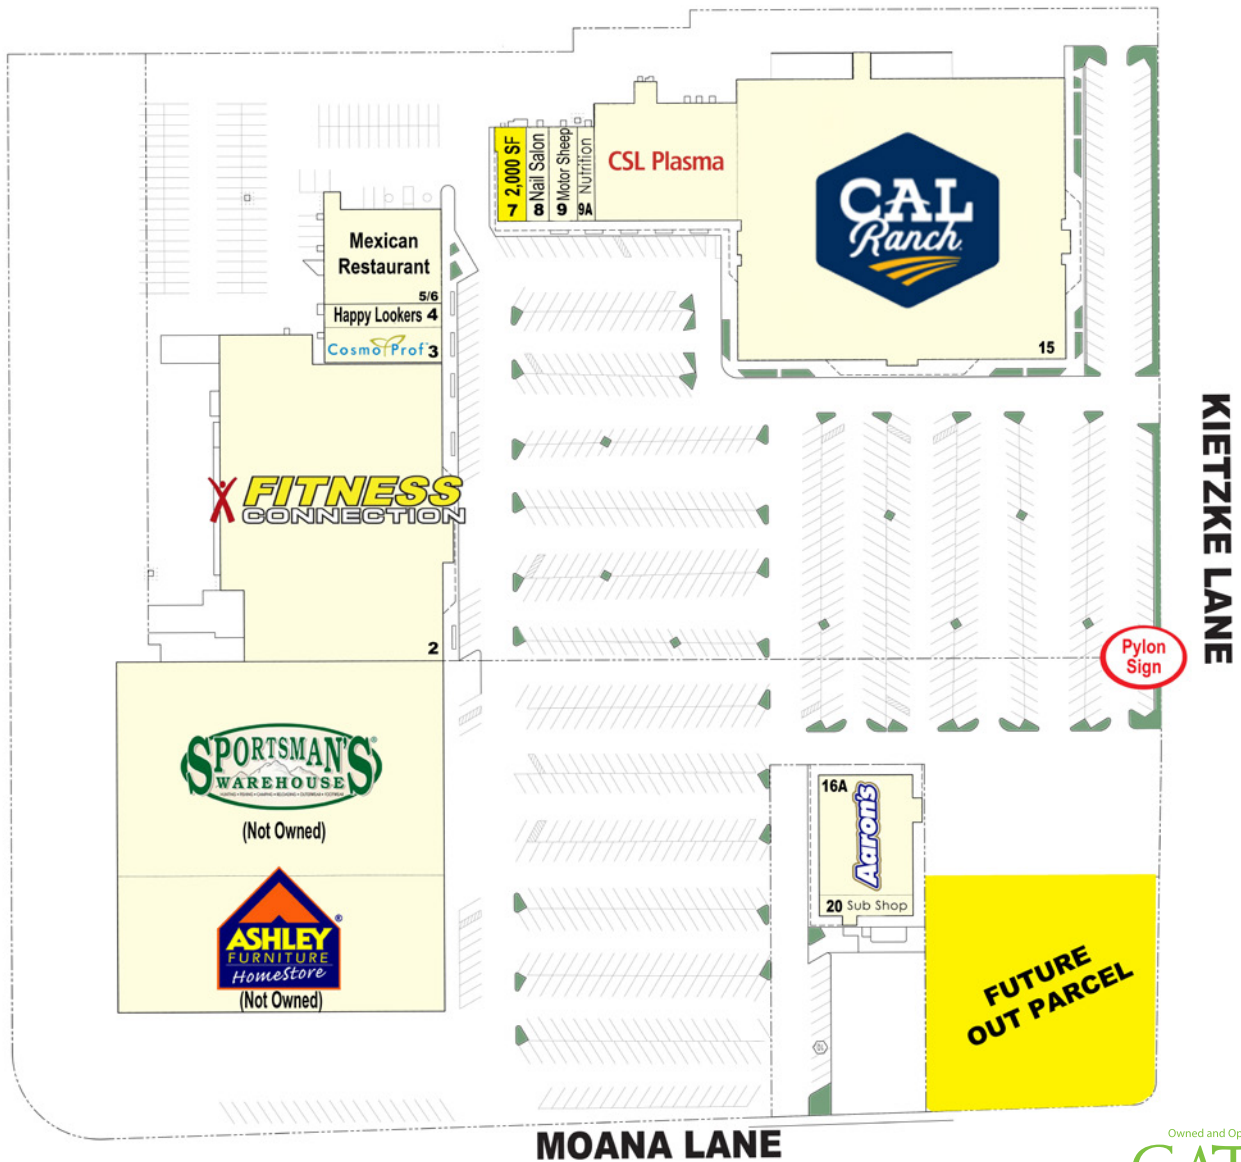 7 2,000 SF
8 Nail Salon
9 Motor Sheep
9A Nutrition
CSL Plasma
CAL
Ranch
15
Mexican
Restaurant
5/6
Happy Lookers 4
CosmoProf 3
FITNESS
CONNECTION
2
KIETZKE LANE
Pylon
Sign
SPORTSMAN'S®
WAREHOUSE
(Not Owned)
16A
Aaron's
20 Sub Shop
ASHLEY®
FURNITURE
HomeStore
(Not Owned)
FUTURE
OUT PARCEL
MOANA LANE
Owned and Op